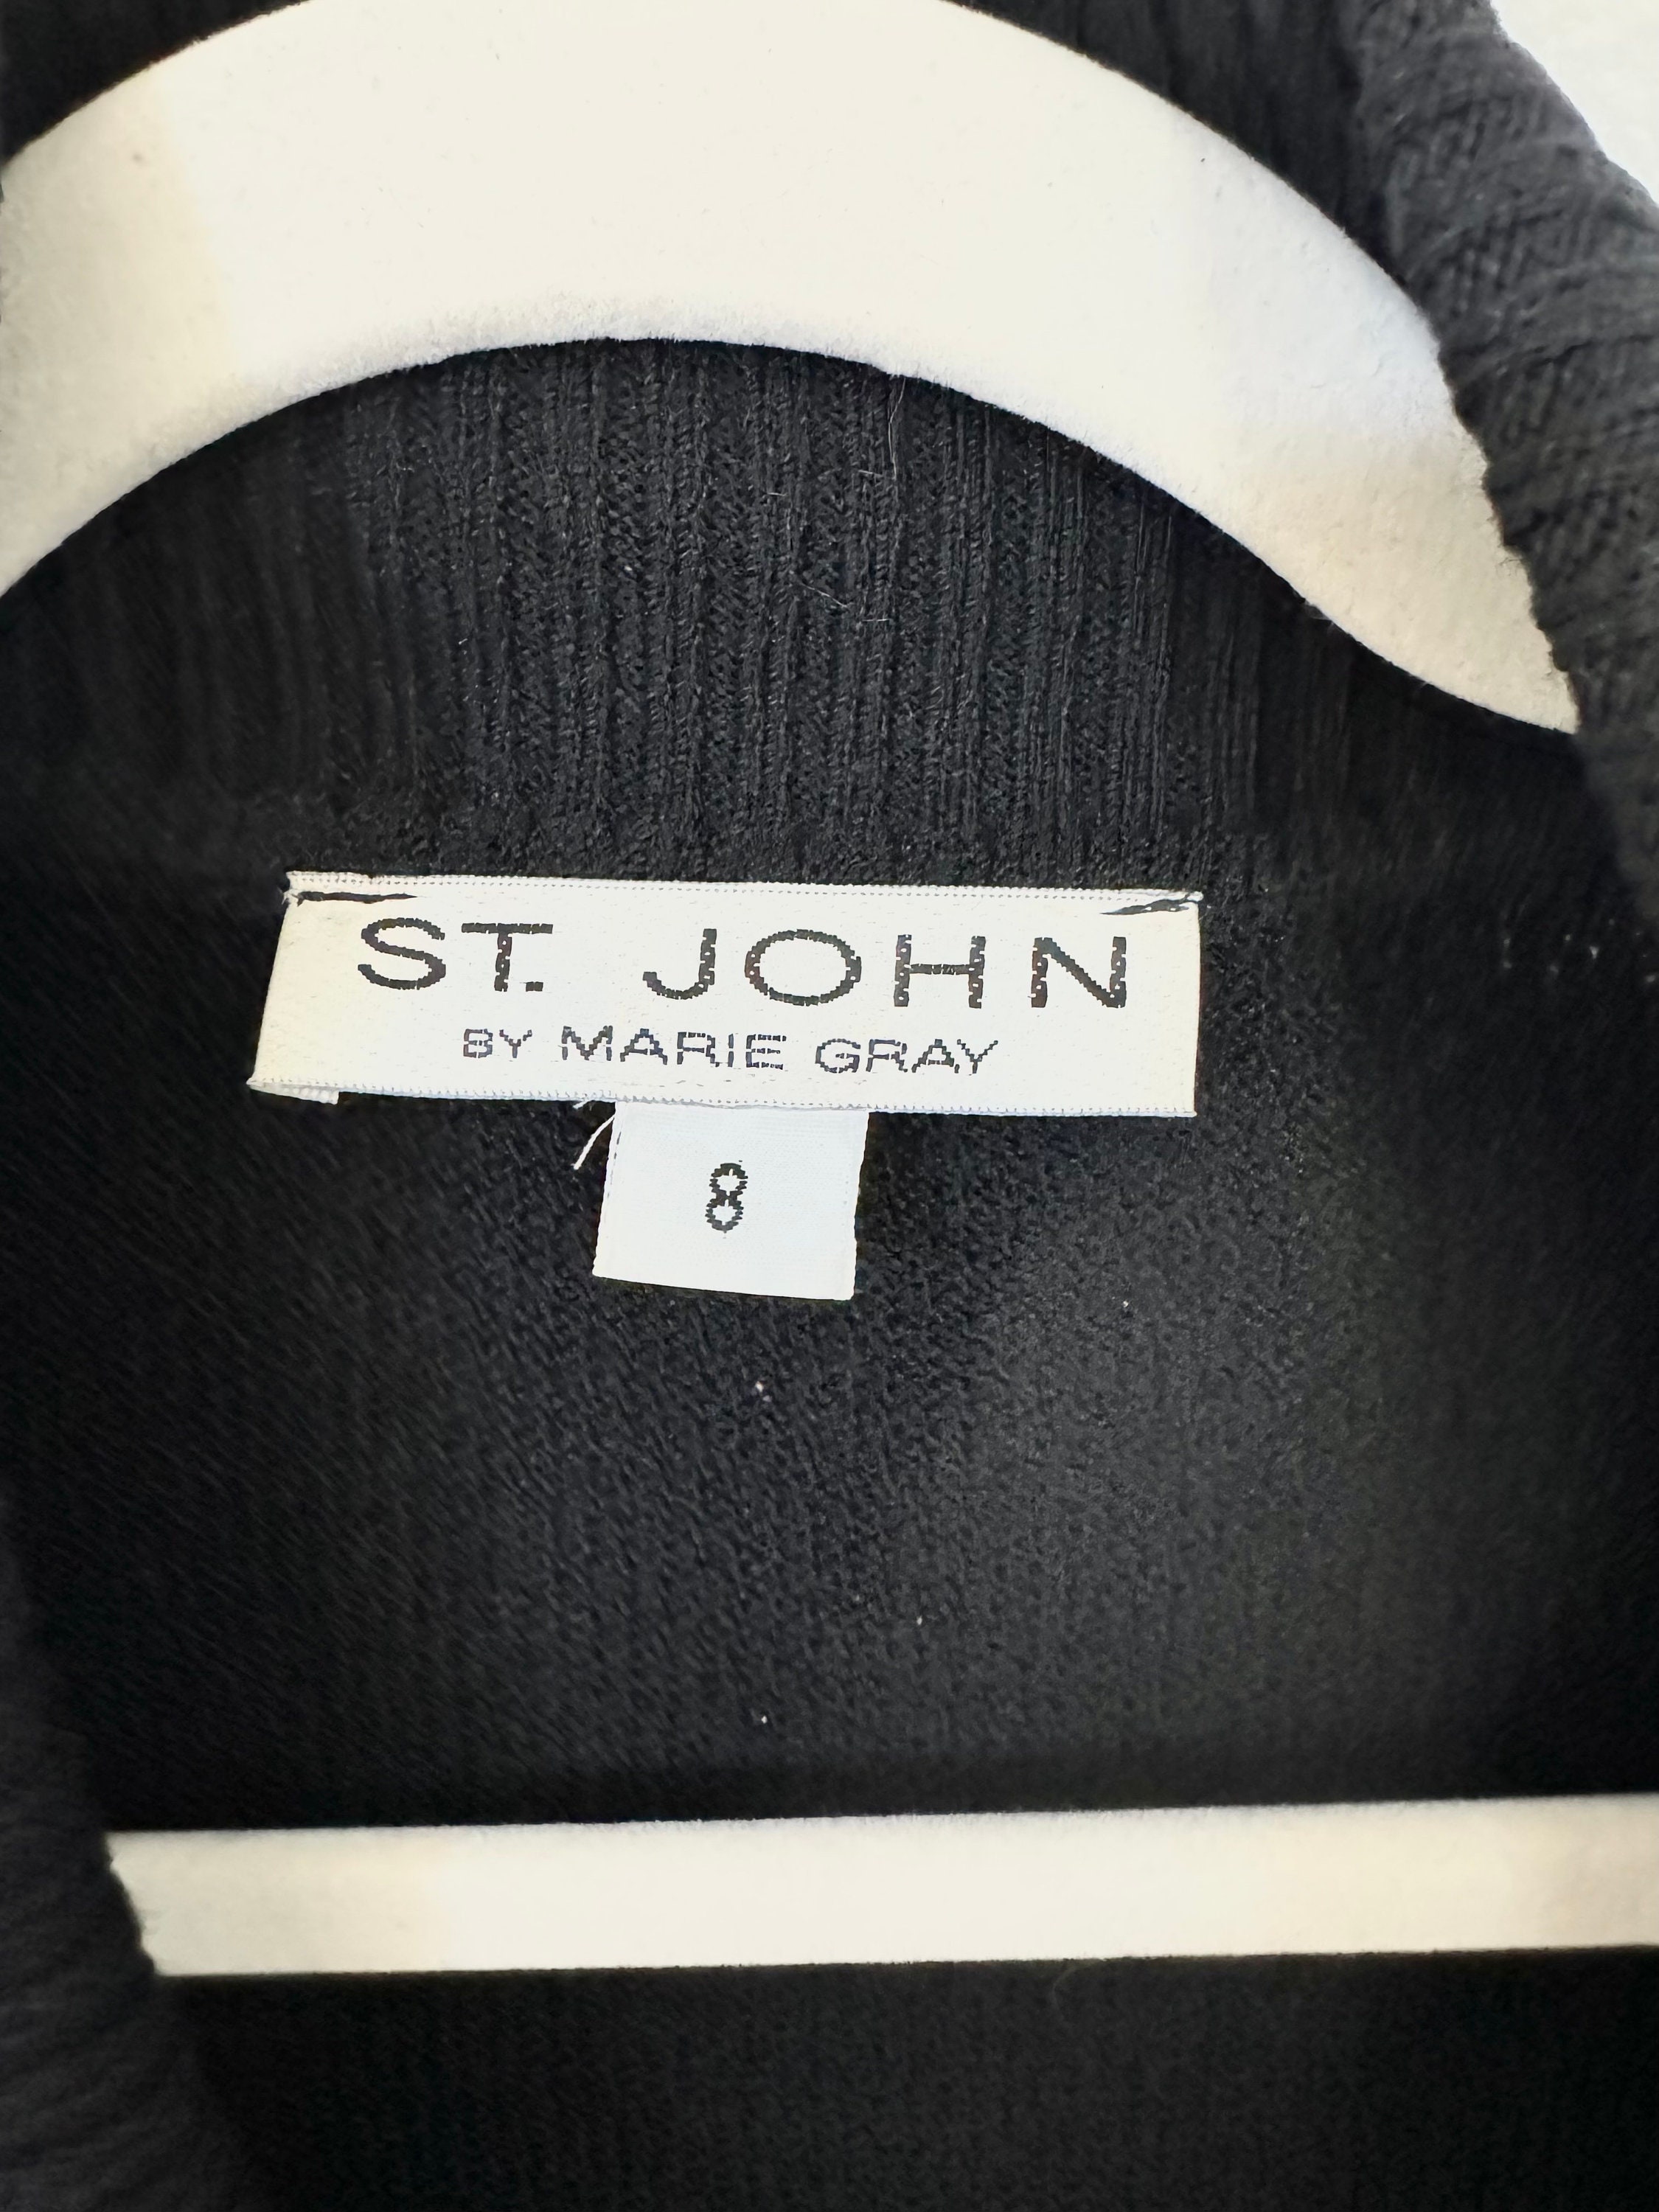 ST. JOHN
BY MARIE GRAY
8